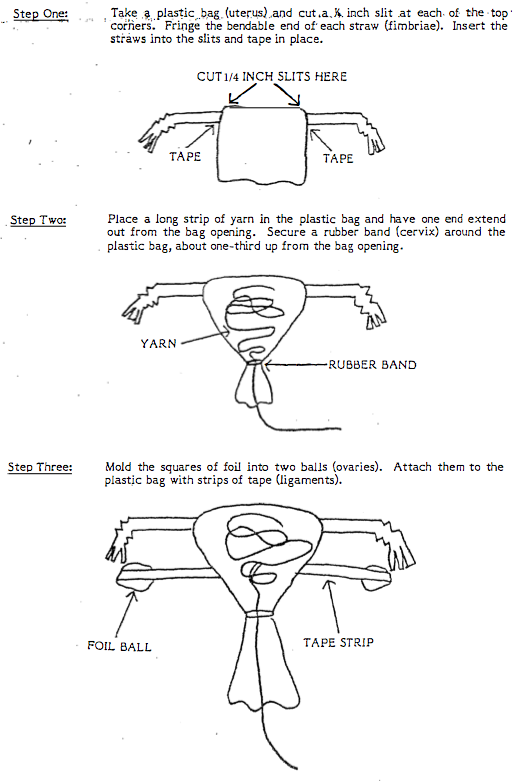 Step One: Take a plastic bag (uterus) and cut a ¼ inch slit at each of the top
corners. Fringe the bendable end of each straw (fimbriae). Insert the
straws into the slits and tape in place.
CUT 1/4 INCH SLITS HERE
TAPE TAPE
Step Two: Place a long strip of yarn in the plastic bag and have one end extend
out from the bag opening. Secure a rubber band (cervix) around the
plastic bag, about one-third up from the bag opening.
YARN
RUBBER BAND
Step Three: Mold the squares of foil into two balls (ovaries). Attach them to the
plastic bag with strips of tape (ligaments).
FOIL BALL TAPE STRIP